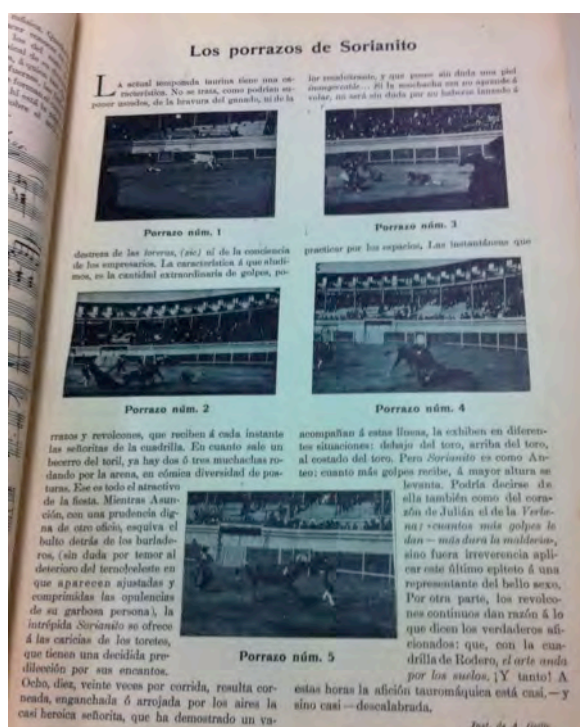 Los porrazos de Sorianito
La actual temporada taurina tiene una ca-
racterística. No se trata, como podrían su-
poner ustedes, de la bravura del ganado, ni de la
Porrazo núm. 1
destreza de las toreras, (sic) ni de la conciencia
de los empresarios. La característica á que aludi-
mos, es la cantidad extraordinaria de golpes, po-
Porrazo núm. 2
rrazos y revolcones, que reciben á cada instante
las señoritas de la cuadrilla. En cuanto sale un
becerro del toril, ya hay dos ó tres muchachas ro-
dando por la arena, en cómica diversidad de pos-
turas. Ese es todo el atractivo
de la fiesta. Mientras Asun-
ción, con una prudencia dig-
na de otro oficio, esquiva el
bulto detrás de los burlade-
ros, (sin duda por temor al
deterioro del terno celeste en
que aparecen ajustadas y
comprimidas las opulencias
de su garbosa persona), la
intrépida Sorianito se ofrece
á las caricias de los toretes,
que tienen una decidida pre-
dilección por sus encantos.
Ocho, diez, veinte veces por corrida, resulta cor-
neada, enganchada ó arrojada por los aires la
casi heroica señorita, que ha demostrado un va-
lor recalcitrante, y que posee sin duda una piel
inagujereable... Si la muchacha aun no aprende á
volar, no será sin duda por no haberse lanzado á
Porrazo núm. 3
practicar por los espacios. Las instantáneas que
Porrazo núm. 4
acompañan á estas líneas, la exhiben en diferen-
tes situaciones: debajo del toro, arriba del toro,
al costado del toro. Pero Sorianito es como An-
teo: cuanto más golpes recibe, á mayor altura se
levanta. Podría decirse de
ella también como del cora-
zón de Julián el de la Verbe-
na: «cuantos más golpes le
dan — más dura la maldecía»,
sino fuera irreverencia apli-
car este último epíteto á una
representante del bello sexo.
Por otra parte, los revolco-
nes continuos dan razón á lo
que dicen los verdaderos afi-
cionados: que, con la cua-
drilla de Rodero, el arte anda
por los suelos. ¡Y tanto! A
estas horas la afición tauromáquica está casi,—y
sino casi—descalabrada.
Porrazo núm. 5